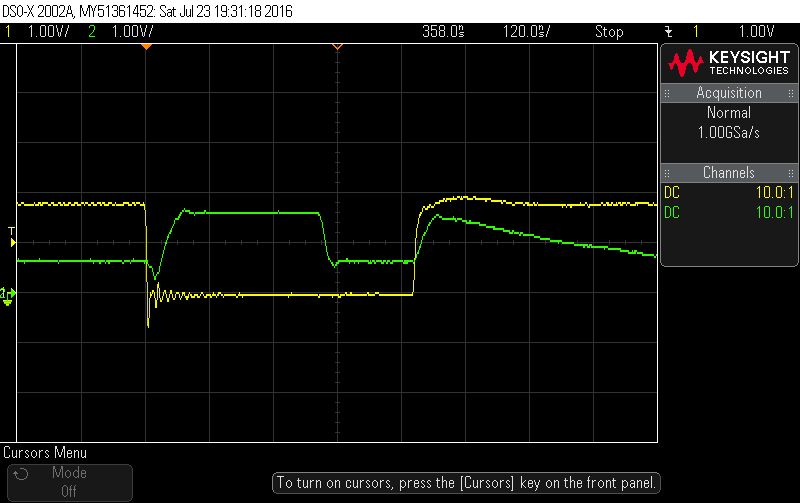 DSO-X 2002A, MY51361452: Sat Jul 23 19:31:18 2016
1 1.00V/ 2 1.00V/ 358.0ns 120.0ns/ Stop 1 1.00V
KEYSIGHT
TECHNOLOGIES
Acquisition
Normal
1.00GSa/s
Channels
DC 10.0:1
DC 10.0:1
T
Cursors Menu
Mode
Off
To turn on cursors, press the [Cursors] key on the front panel.